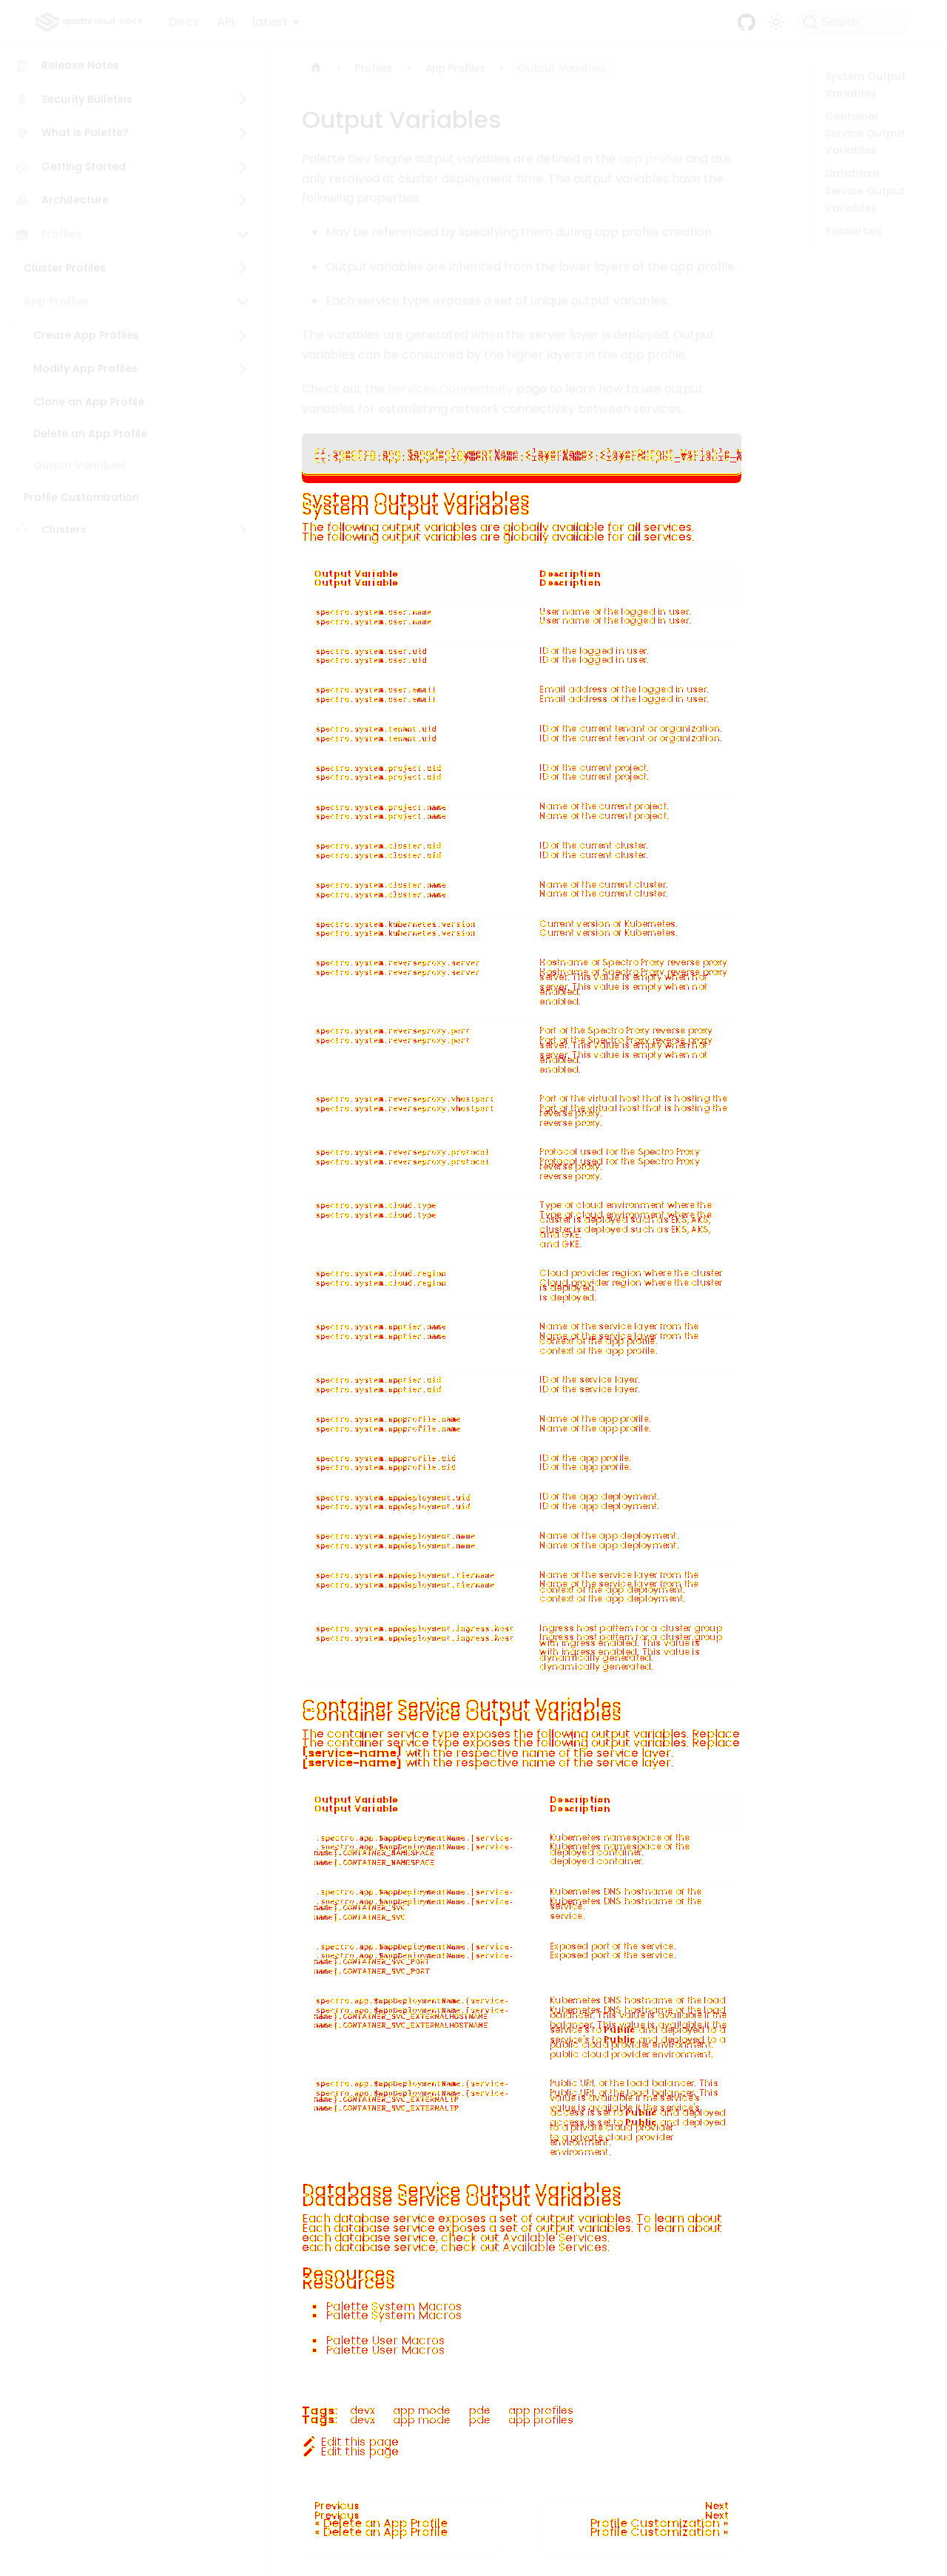 spectro cloud DOCS Docs API latest Search
Release Notes
Security Bulletins
What is Palette?
Getting Started
Architecture
Profiles
Cluster Profiles
App Profiles
Create App Profiles
Modify App Profiles
Clone an App Profile
Delete an App Profile
Output Variables
Profile Customization
Clusters
Profiles > App Profiles > Output Variables
Output Variables
Palette Dev Engine output variables are defined in the app profile and are
only resolved at cluster deployment time. The output variables have the
following properties:
May be referenced by specifying them during app profile creation.
Output variables are inherited from the lower layers of the app profile.
Each service type exposes a set of unique output variables.
The variables are generated when the server layer is deployed. Output
variables can be consumed by the higher layers in the app profile.
Check out the Services Connectivity page to learn how to use output
variables for establishing network connectivity between services.
System Output Variables
The following output variables are globally available for all services.
Output Variable Description
spectro.system.user.name User name of the logged in user.
spectro.system.user.uid ID of the logged in user.
spectro.system.user.email Email address of the logged in user.
spectro.system.tenant.uid ID of the current tenant or organization.
spectro.system.project.uid ID of the current project.
spectro.system.project.name Name of the current project.
spectro.system.cluster.uid ID of the current cluster.
spectro.system.cluster.name Name of the current cluster.
spectro.system.kubernetes.version Current version of Kubernetes.
spectro.system.reverseproxy.server Hostname of Spectro Proxy reverse proxy
server. This value is empty when not
enabled.
spectro.system.reverseproxy.port Port of the Spectro Proxy reverse proxy
server. This value is empty when not
enabled.
spectro.system.reverseproxy.vhostport Port of the virtual host that is hosting the
reverse proxy.
spectro.system.reverseproxy.protocol Protocol used for the Spectro Proxy
reverse proxy.
spectro.system.cloud.type Type of cloud environment where the
cluster is deployed such as EKS, AKS,
and GKE.
spectro.system.cloud.region Cloud provider region where the cluster
is deployed.
spectro.system.apptier.name Name of the service layer from the
context of the app profile.
spectro.system.apptier.uid ID of the service layer.
spectro.system.appprofile.name Name of the app profile.
spectro.system.appprofile.uid ID of the app profile.
spectro.system.appdeployment.uid ID of the app deployment.
spectro.system.appdeployment.name Name of the app deployment.
spectro.system.appdeployment.tiername Name of the service layer from the
context of the app deployment.
spectro.system.appdeployment.ingress.host Ingress host pattern for a cluster group
with ingress enabled. This value is
dynamically generated.
Container Service Output Variables
The container service type exposes the following output variables. Replace
[service-name] with the respective name of the service layer.
Output Variable Description
.spectro.app.$appDeploymentName.[service- Kubernetes namespace of the
name].CONTAINER_NAMESPACE deployed container.
.spectro.app.$appDeploymentName.[service- Kubernetes DNS hostname of the
name].CONTAINER_SVC service.
.spectro.app.$appDeploymentName.[service- Exposed port of the service.
name].CONTAINER_SVC_PORT
.spectro.app.$appDeploymentName.[service- Kubernetes DNS hostname of the load
name].CONTAINER_SVC_EXTERNALHOSTNAME balancer. This value is available if the
service's to Public and deployed to a
public cloud provider environment.
.spectro.app.$appDeploymentName.[service- Public URL of the load balancer. This
name].CONTAINER_SVC_EXTERNALIP value is available if the service's
access is set to Public and deployed
to a private cloud provider
environment.
Database Service Output Variables
Each database service exposes a set of output variables. To learn about
each database service, check out Available Services.
Resources
Palette System Macros
Palette User Macros
Tags: devx app mode pde app profiles
Edit this page
Previous
« Delete an App Profile
Next
Profile Customization »
System Output
Variables
Container
Service Output
Variables
Database
Service Output
Variables
Resources